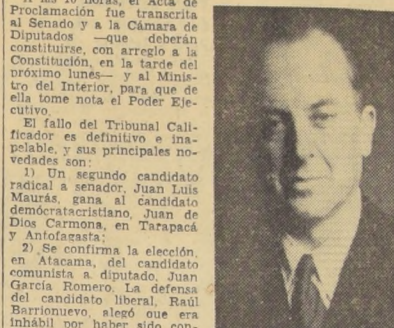 A las 18 horas, el Acta de
Proclamación fue transcrita
al Senado y a la Cámara de
Diputados —que deberán
constituirse, con arreglo a la
Constitución, en la tarde del
próximo lunes— y al Minis-
tro del Interior, para que de
ella tome nota el Poder Eje-
cutivo.
El fallo del Tribunal Cali-
ficador es definitivo e ina-
pelable, y sus principales no-
vedades son:
1) Un segundo candidato
radical a senador, Juan Luis
Maurás, gana al candidato
demócratacristiano, Juan de
Dios Carmona, en Tarapacá
y Antofagasta;
2) Se confirma la elección,
en Atacama, del candidato
comunista a diputado, Juan
García Romero. La defensa
del candidato liberal, Raúl
Barrionuevo, alegó que era
inhábil por haber sido con-